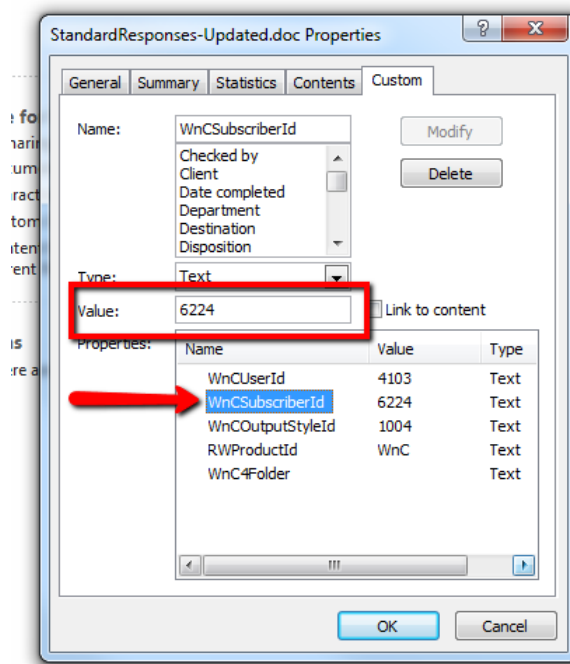 StandardResponses-Updated.doc Properties
General Summary Statistics Contents Custom
Name: WnCSubscriberId Modify
Checked by
Client
Date completed
Department
Destination
Disposition
Delete
Type: Text
Value: 6224 Link to content
Properties: Name Value Type
WnCUserId 4103 Text
WnCSubscriberId 6224 Text
WnCOutputStyleId 1004 Text
RWProductId WnC Text
WnC4Folder Text
OK Cancel